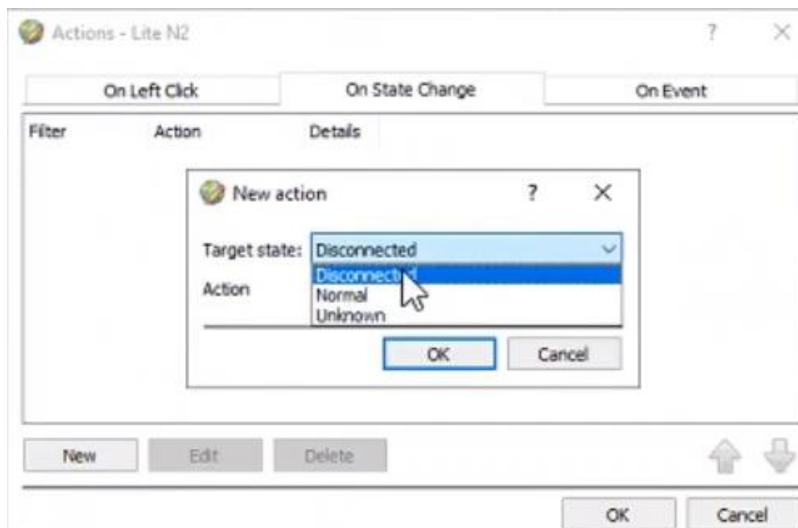 Actions - Lite N2
?
On Left Click On State Change On Event
Filter Action Details
New action ?
Target state: Disconnected
Disconnected
Action Normal
Unknown
OK Cancel
New Edit Delete
OK Cancel